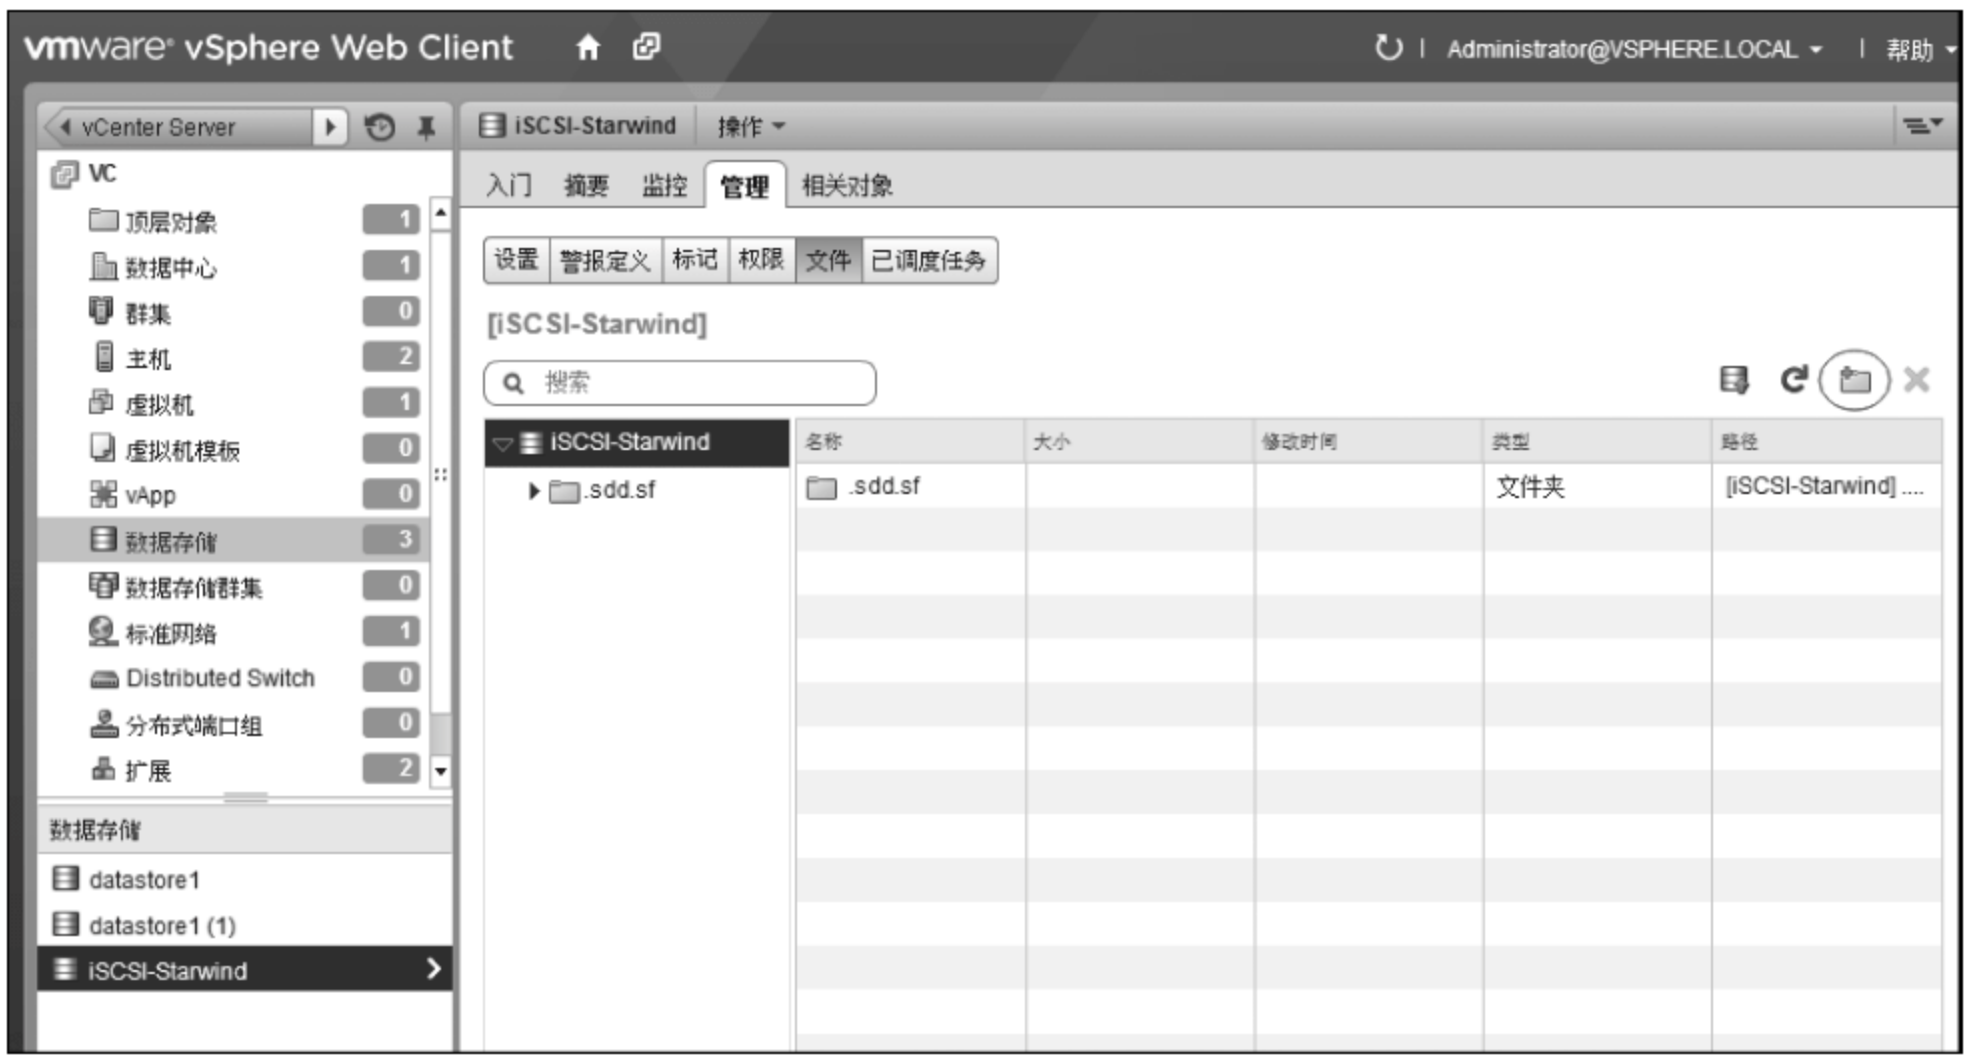 vmware® vSphere Web Client
Administrator@VSPHERE.LOCAL
帮助
vCenter Server
VC
顶层对象 1
数据中心 1
群集 0
主机 2
虚拟机 1
虚拟机模板 0
vApp 0
数据存储 3
数据存储群集 0
标准网络 1
Distributed Switch 0
分布式端口组 0
扩展 2
数据存储
datastore1
datastore1 (1)
iSCSI-Starwind
iSCSI-Starwind 操作
入门 摘要 监控 管理 相关对象
设置 警报定义 标记 权限 文件 已调度任务
[iSCSI-Starwind]
搜索
iSCSI-Starwind
.sdd.sf
名称 大小 修改时间 类型 路径
.sdd.sf 文件夹 [iSCSI-Starwind] ....